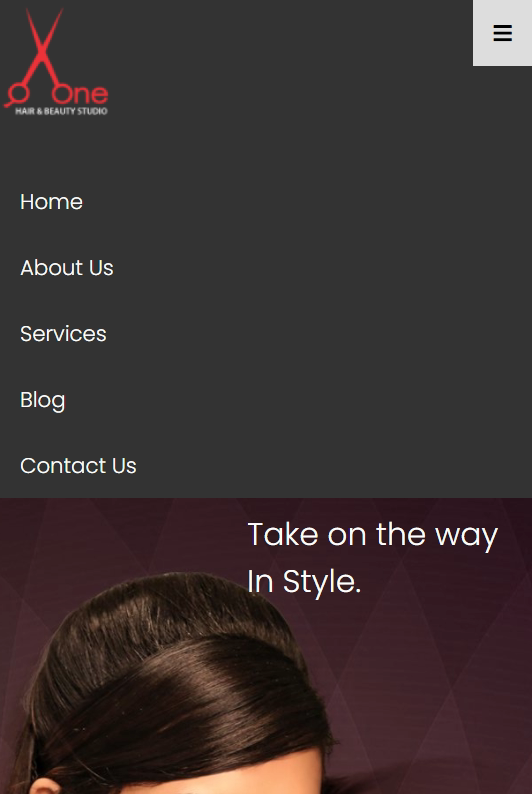 One
HAIR & BEAUTY STUDIO
Home
About Us
Services
Blog
Contact Us
Take on the way
In Style.